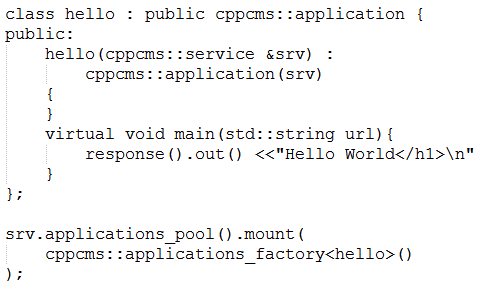 class hello : public cppcms::application {
public:
    hello(cppcms::service &srv) :
        cppcms::application(srv)
    {
    }
    virtual void main(std::string url){
        response().out() <<"Hello World</h1>\n"
    }
};

srv.applications_pool().mount(
    cppcms::applications_factory<hello>()
);